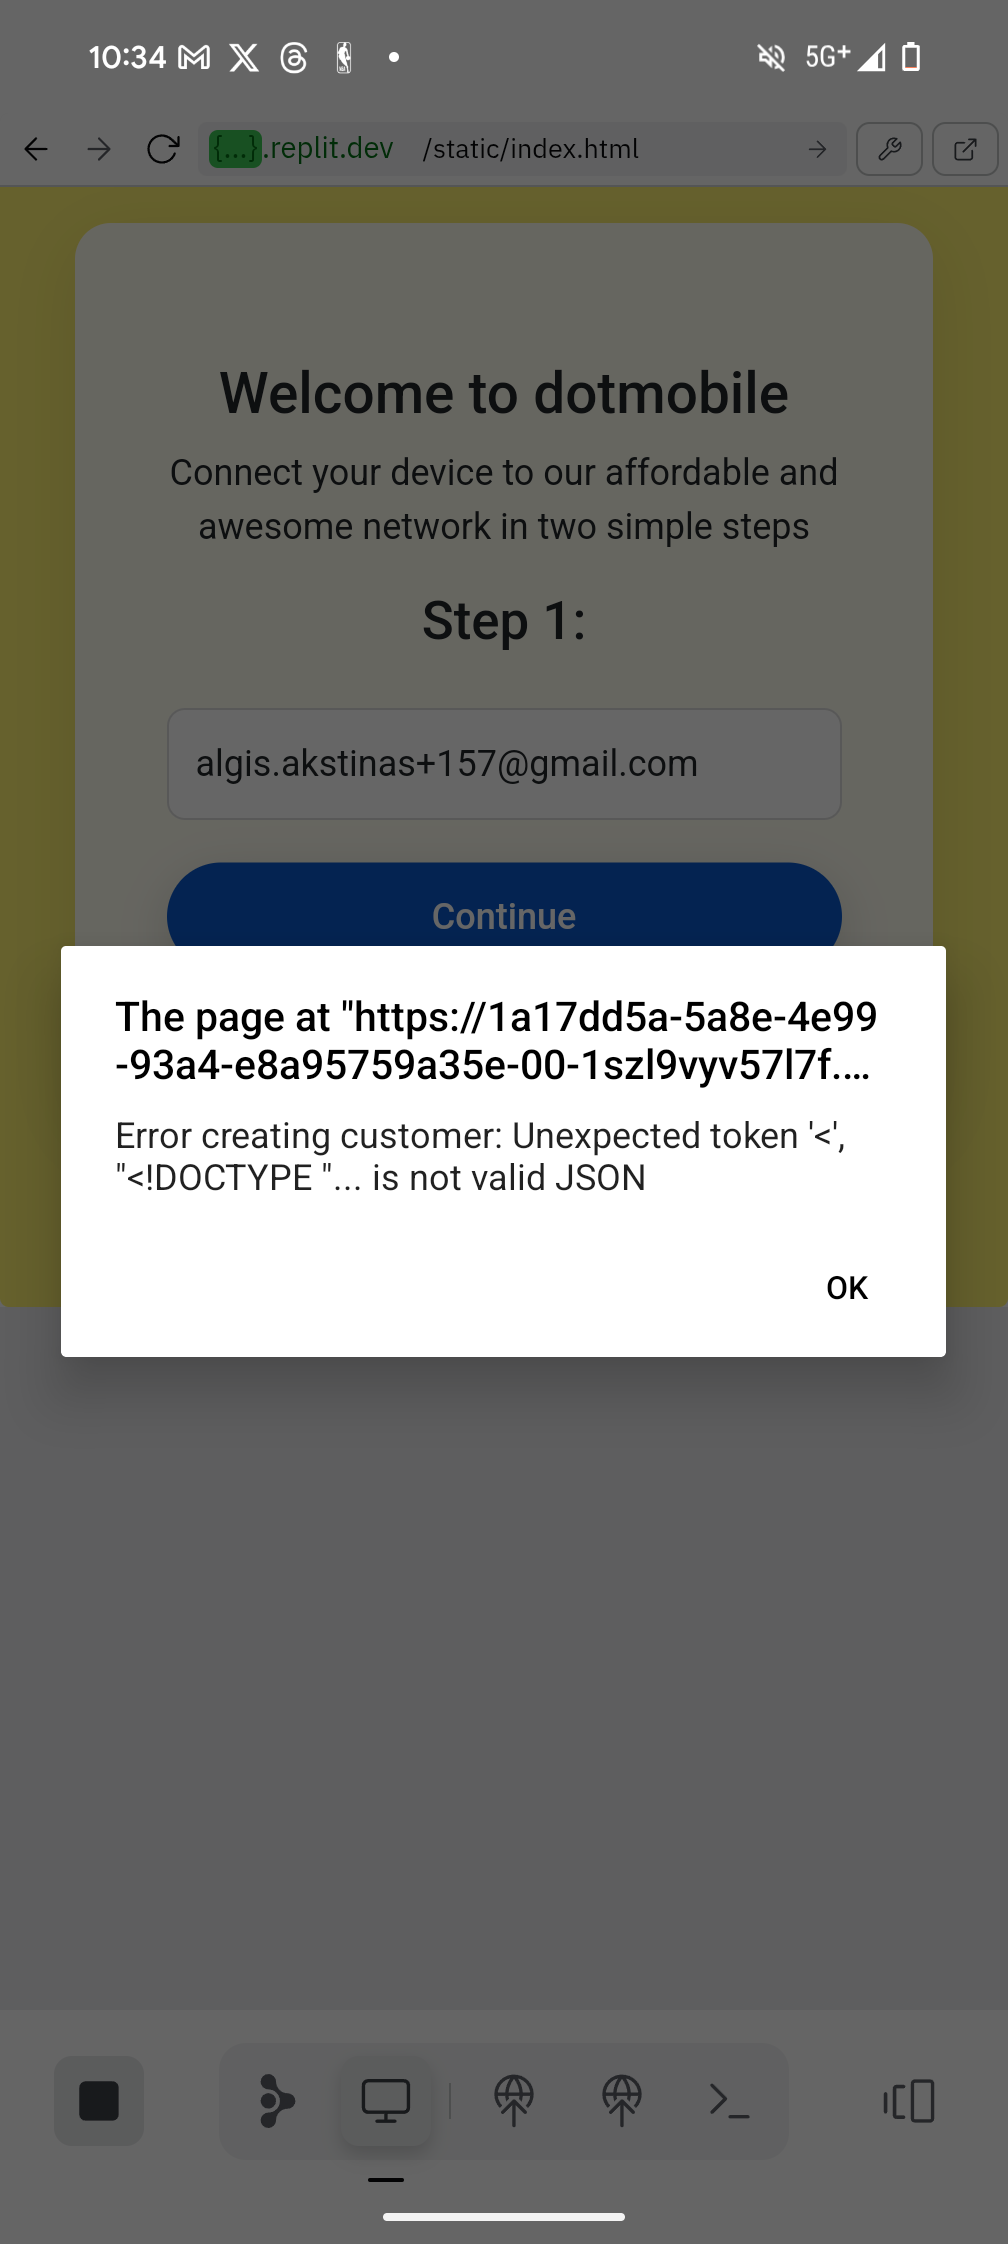 10:34
5G+
{...}.replit.dev /static/index.html
Welcome to dotmobile
Connect your device to our affordable and
awesome network in two simple steps
Step 1:
algis.akstinas+157@gmail.com
Continue
The page at "https://1a17dd5a-5a8e-4e99
-93a4-e8a95759a35e-00-1szl9vyv57l7f....
Error creating customer: Unexpected token '<',
"<!DOCTYPE "... is not valid JSON
OK